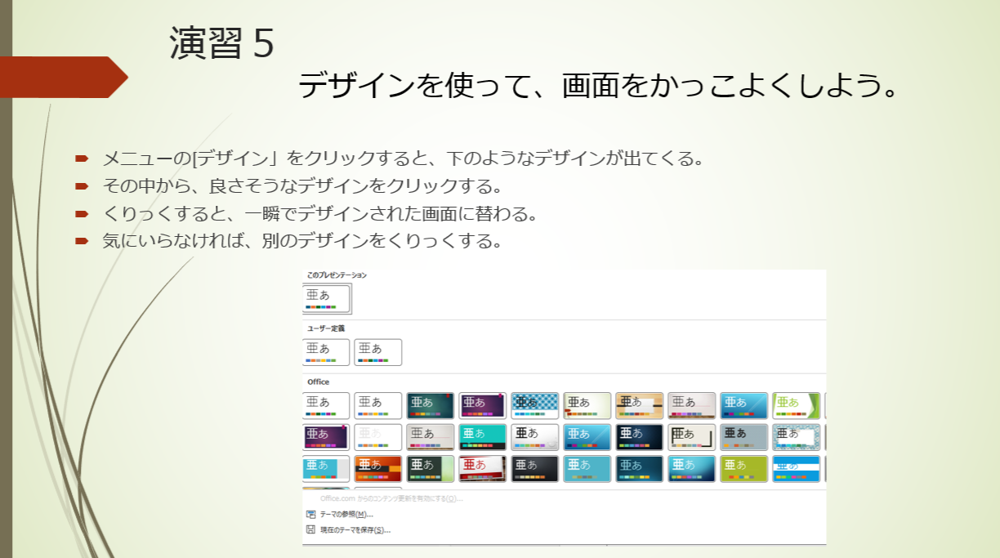 演習５
デザインを使って、画面をかっこよくしよう。
メニューの[デザイン」をクリックすると、下のようなデザインが出てくる。
その中から、良さそうなデザインをクリックする。
くりっくすると、一瞬でデザインされた画面に替わる。
気にいらなければ、別のデザインをくりっくする。
このプレゼンテーション
亜あ
ユーザー定義
亜あ 亜あ
Office
亜あ 亜あ 亜あ 亜あ 亜あ 亜あ 亜あ 亜あ 亜あ 亜あ
亜あ 亜あ 亜あ 亜あ 亜あ 亜あ 亜あ 亜あ 亜あ 亜あ
亜あ 亜あ 亜あ 亜あ 亜あ 亜あ 亜あ 亜あ 亜あ 亜あ
Office.com からのコンテンツ更新を有効にする(O)...
テーマの参照(M)...
現在のテーマを保存(S)...